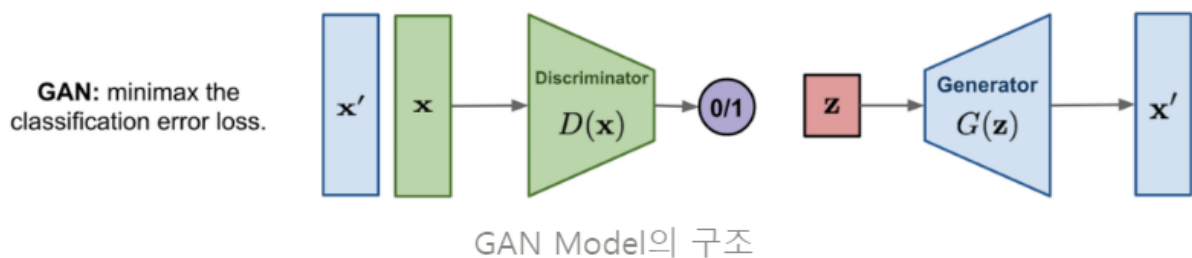 GAN: minimax the
classification error loss.
x′
x
Discriminator
D(x)
0/1
z
Generator
G(z)
x′
GAN Model의 구조